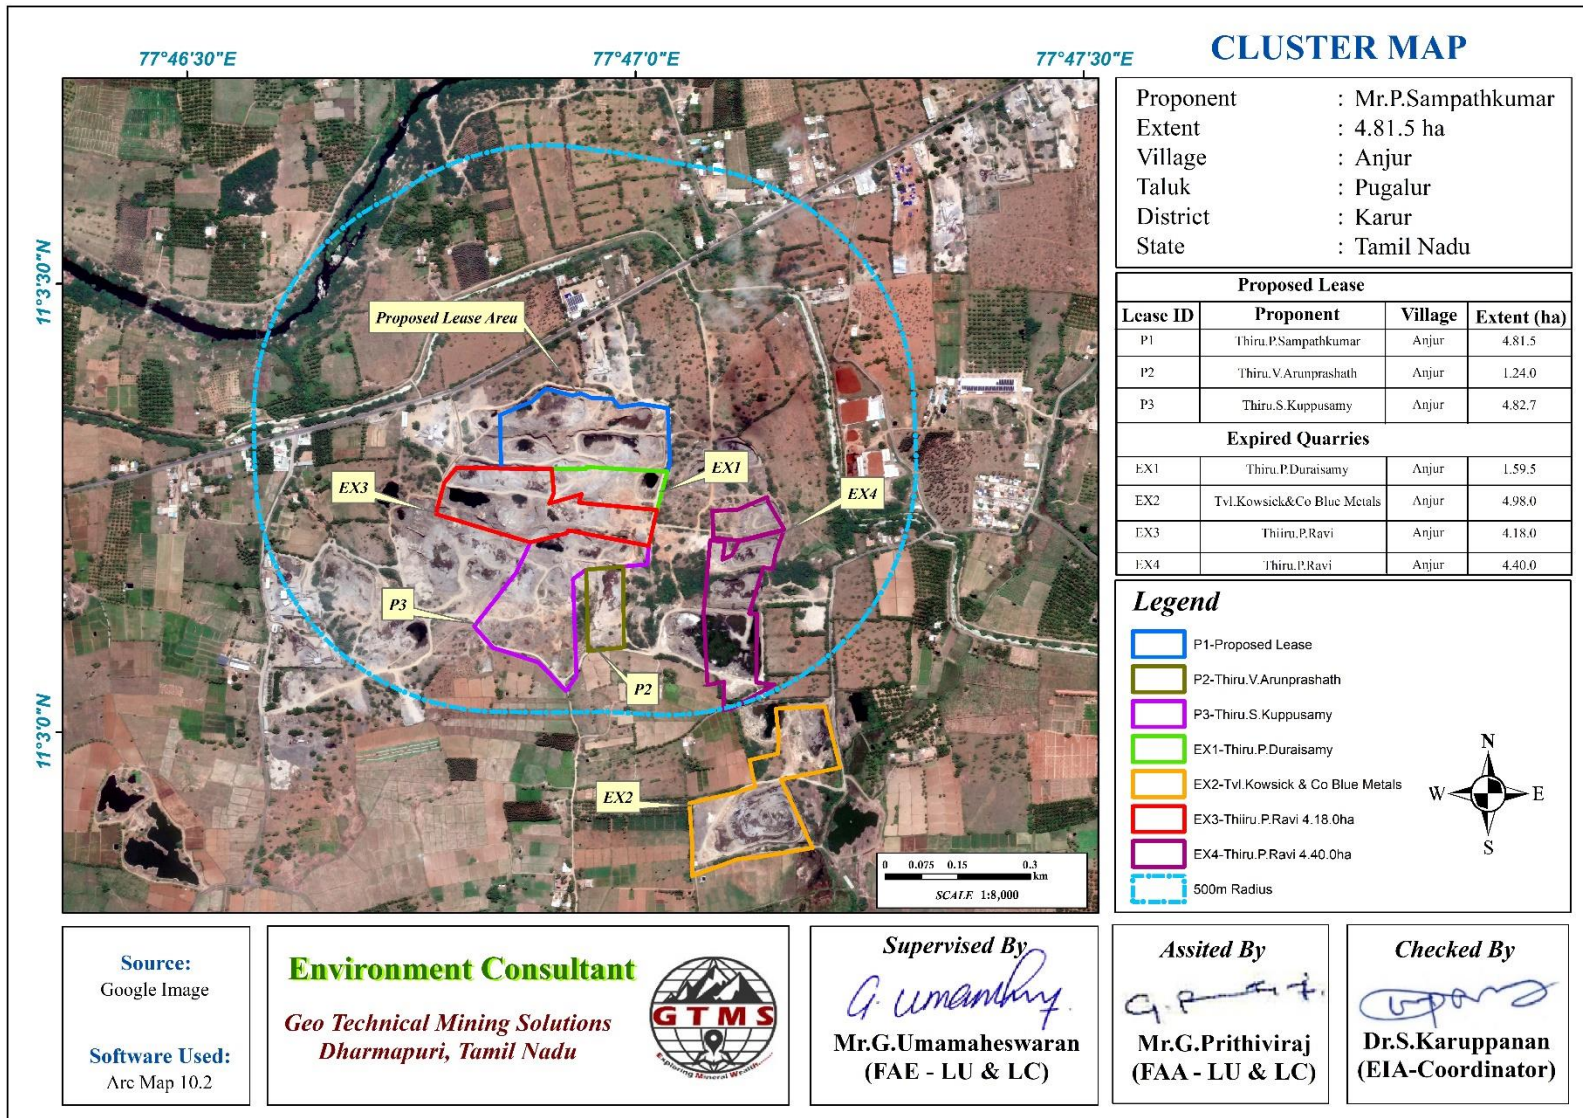 CLUSTER MAP
77°46'30"E
77°47'0"E
77°47'30"E
11°3'30"N
11°3'0"N
Proposed Lease Area
EX1
EX3
EX4
P3
P2
EX2
0 0.075 0.15 0.3
km
SCALE 1:8,000
Proponent : Mr.P.Sampathkumar
Extent : 4.81.5 ha
Village : Anjur
Taluk : Pugalur
District : Karur
State : Tamil Nadu
Proposed Lease
Lease ID Proponent Village Extent (ha)
P1 Thiru.P.Sampathkumar Anjur 4.81.5
P2 Thiru.V.Arunprashath Anjur 1.24.0
P3 Thiru.S.Kuppusamy Anjur 4.82.7
Expired Quarries
EX1 Thiru.P.Duraisamy Anjur 1.59.5
EX2 Tvl.Kowsick&Co Blue Metals Anjur 4.98.0
EX3 Thiiru.P.Ravi Anjur 4.18.0
EX4 Thiru.P.Ravi Anjur 4.40.0
Legend
P1-Proposed Lease
P2-Thiru.V.Arunprashath
P3-Thiru.S.Kuppusamy
EX1-Thiru.P.Duraisamy
EX2-Tvl.Kowsick & Co Blue Metals
EX3-Thiiru.P.Ravi 4.18.0ha
EX4-Thiru.P.Ravi 4.40.0ha
500m Radius
N
W E
S
Source:
Google Image
Software Used:
Arc Map 10.2
Environment Consultant
Geo Technical Mining Solutions
Dharmapuri, Tamil Nadu
GTMS
Exploring Mineral Wealth
Supervised By
Mr.G.Umamaheswaran
(FAE - LU & LC)
Assited By
Mr.G.Prithiviraj
(FAA - LU & LC)
Checked By
Dr.S.Karuppanan
(EIA-Coordinator)